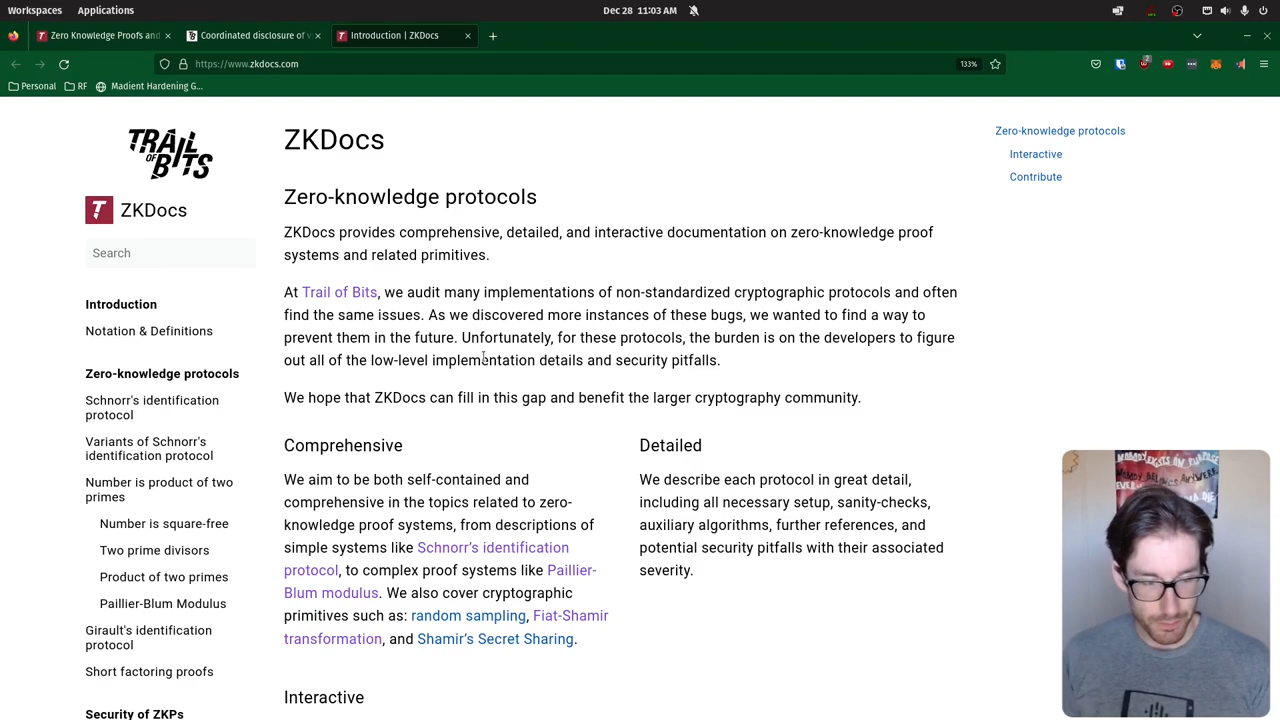 Workspaces Applications Dec 28 11:03 AM
Zero Knowledge Proofs and Coordinated disclosure of v Introduction | ZKDocs
https://www.zkdocs.com 133%
Personal RF Madient Hardening G...
TRAIL OF BITS
ZKDocs
Search
Introduction
Notation & Definitions
Zero-knowledge protocols
Schnorr's identification
protocol
Variants of Schnorr's
identification protocol
Number is product of two
primes
Number is square-free
Two prime divisors
Product of two primes
Paillier-Blum Modulus
Girault's identification
protocol
Short factoring proofs
Security of ZKPs
ZKDocs
Zero-knowledge protocols
ZKDocs provides comprehensive, detailed, and interactive documentation on zero-knowledge proof
systems and related primitives.
At Trail of Bits, we audit many implementations of non-standardized cryptographic protocols and often
find the same issues. As we discovered more instances of these bugs, we wanted to find a way to
prevent them in the future. Unfortunately, for these protocols, the burden is on the developers to figure
out all of the low-level implementation details and security pitfalls.
We hope that ZKDocs can fill in this gap and benefit the larger cryptography community.
Comprehensive
We aim to be both self-contained and
comprehensive in the topics related to zero-
knowledge proof systems, from descriptions of
simple systems like Schnorr's identification
protocol, to complex proof systems like Paillier-
Blum modulus. We also cover cryptographic
primitives such as: random sampling, Fiat-Shamir
transformation, and Shamir's Secret Sharing.
Detailed
We describe each protocol in great detail,
including all necessary setup, sanity-checks,
auxiliary algorithms, further references, and
potential security pitfalls with their associated
severity.
Interactive
Zero-knowledge protocols
Interactive
Contribute
NOBODY EXISTS ON PURPOSE